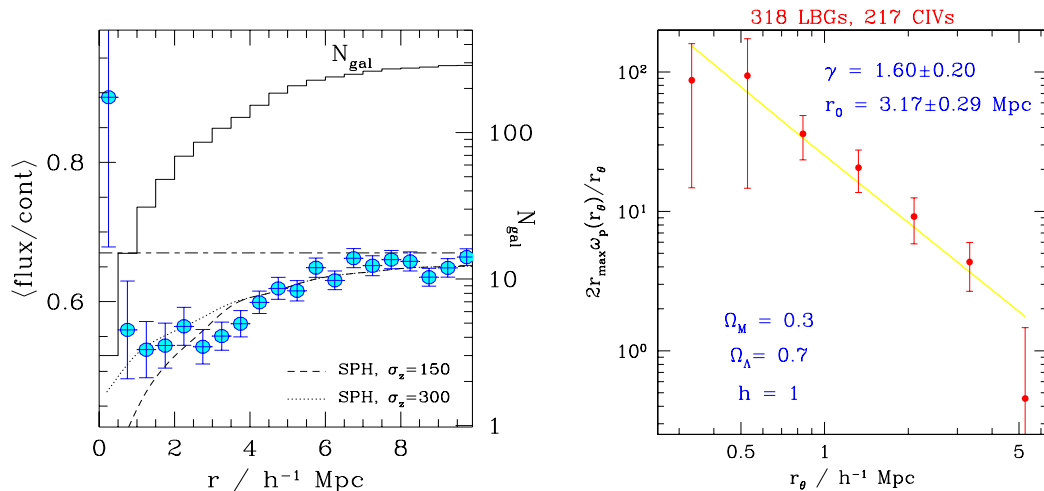 318 LBGs, 217 CIVs
N_gal
γ = 1.60±0.20
r_0 = 3.17±0.29 Mpc
⟨flux/cont⟩
0.8
0.6
100
10
1
N_gal
SPH, σ_z=150
SPH, σ_z=300
0
2
4
6
8
r / h⁻¹ Mpc
2r_max ω_p(r_θ)/r_θ
10²
10¹
10⁰
Ω_M = 0.3
Ω_Λ= 0.7
h = 1
0.5
1
5
r_θ / h⁻¹ Mpc